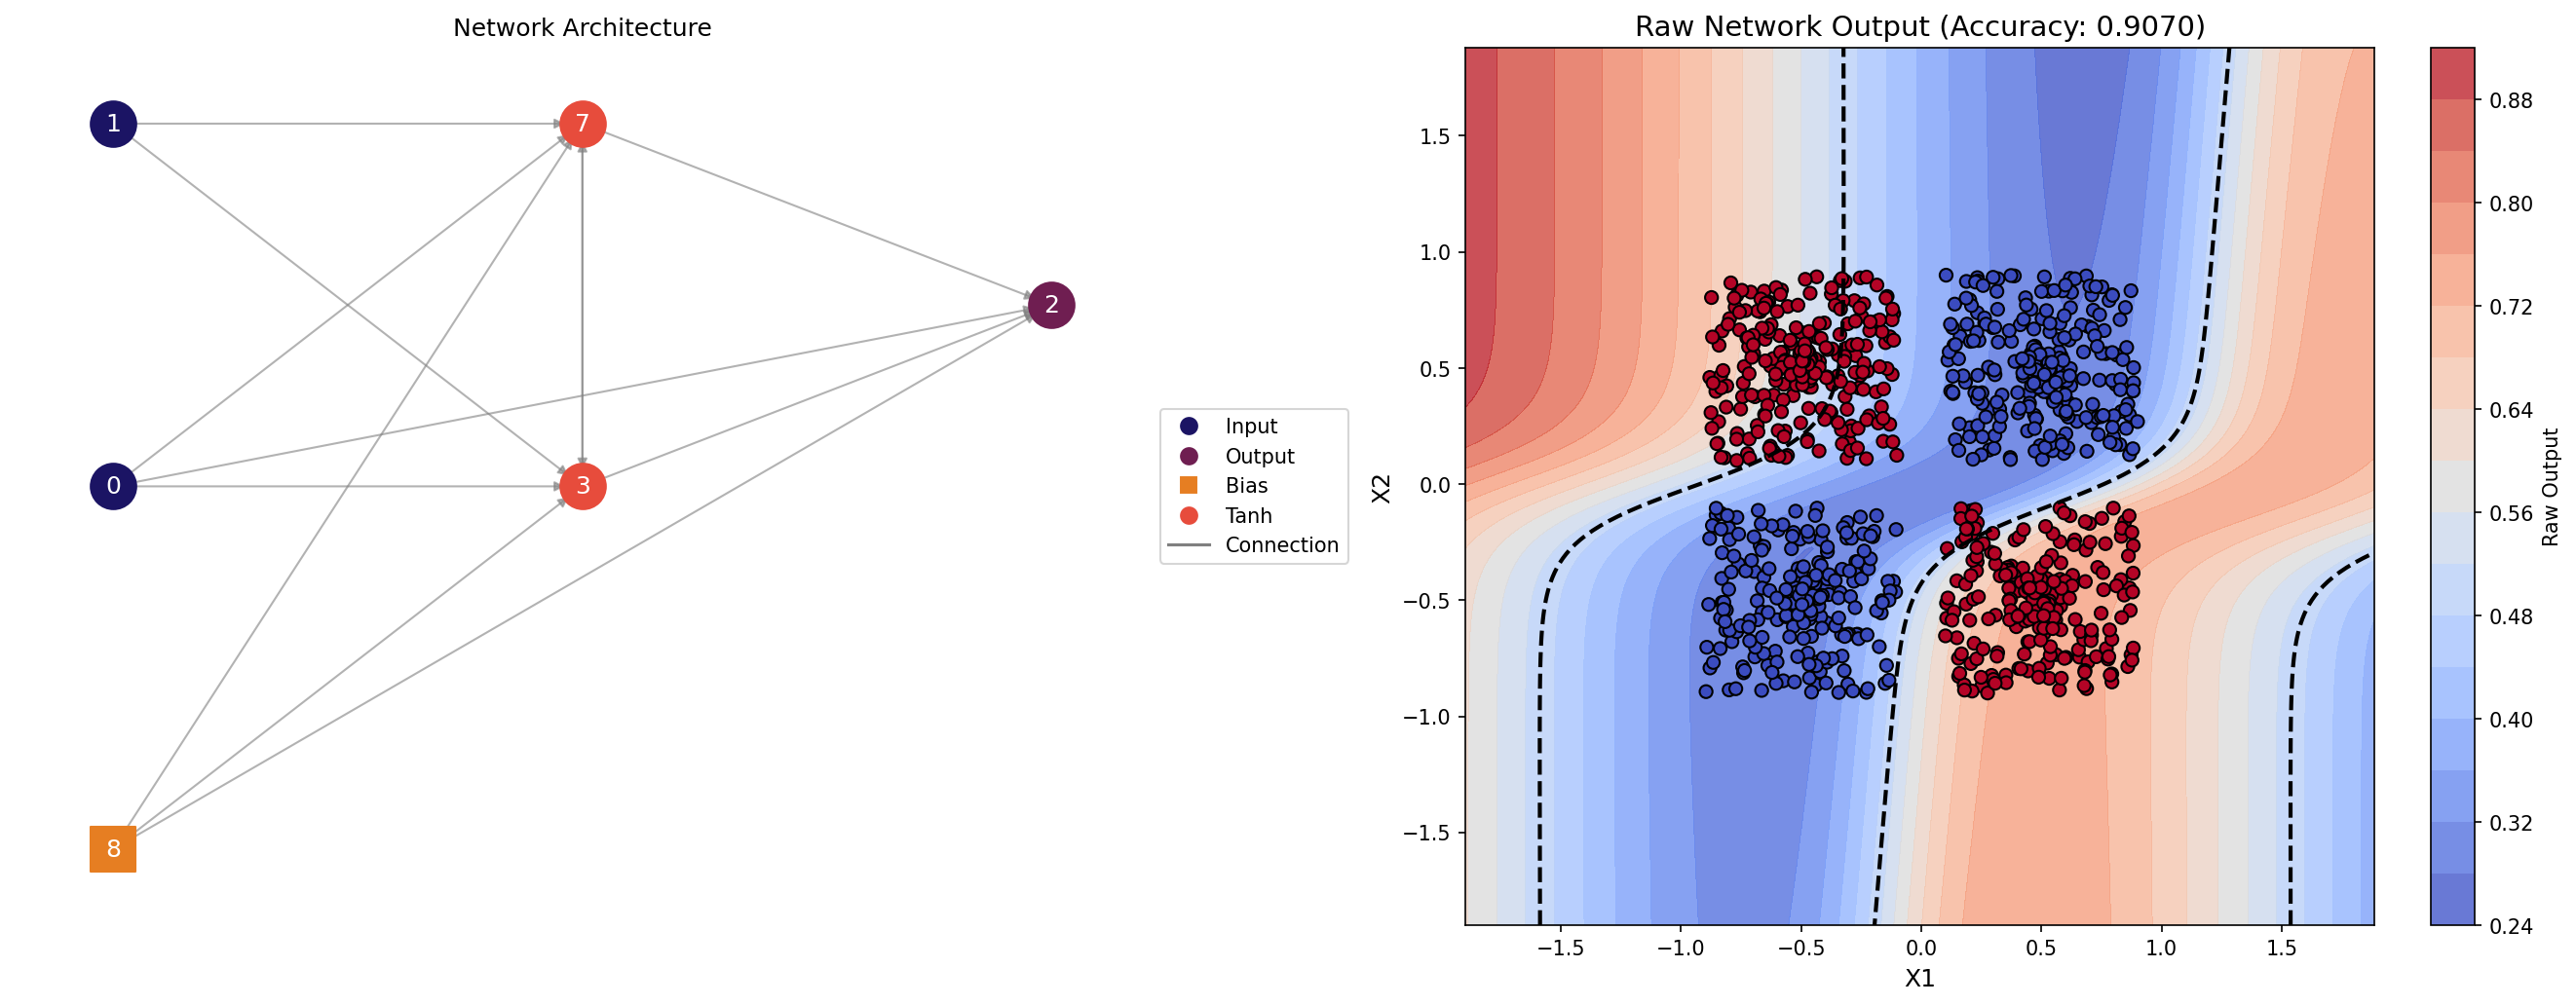 Network Architecture
1
7
2
0
3
8
Input
Output
Bias
Tanh
Connection
Raw Network Output (Accuracy: 0.9070)
X2
1.5
1.0
0.5
0.0
−0.5
−1.0
−1.5
−1.5
−1.0
−0.5
0.0
0.5
1.0
1.5
X1
0.88
0.80
0.72
0.64
0.56
0.48
0.40
0.32
0.24
Raw Output